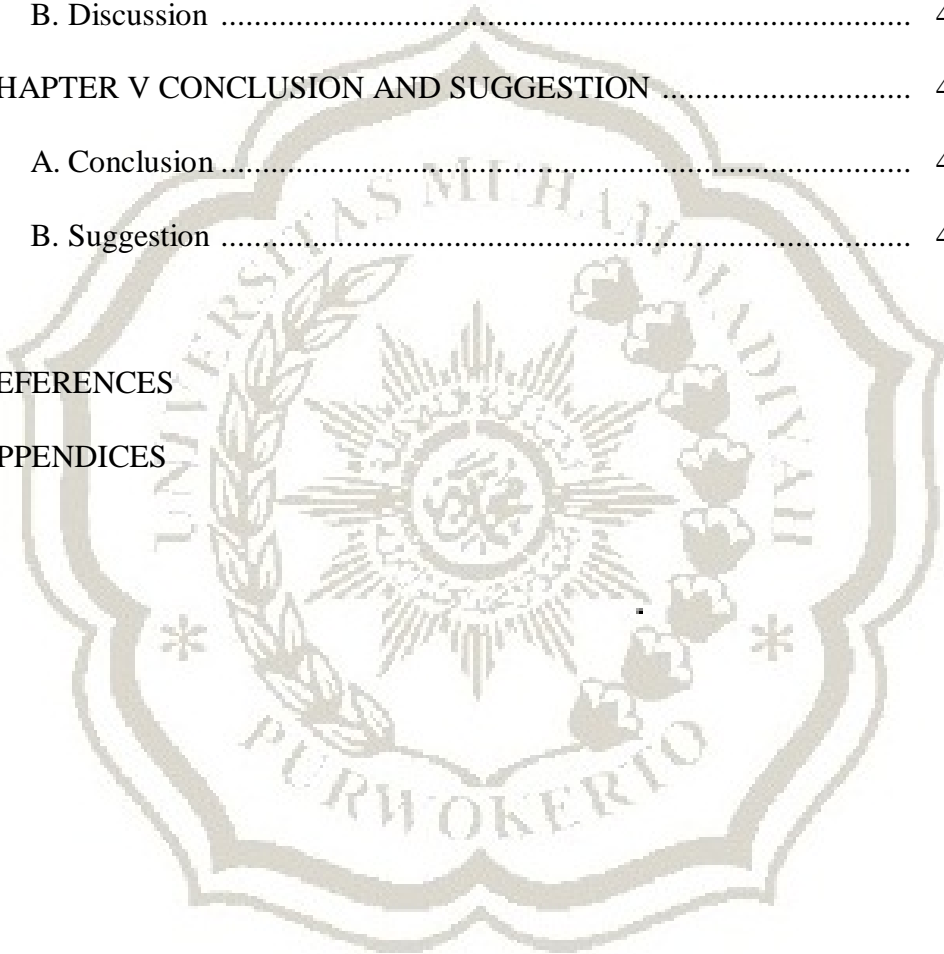 B. Discussion ........................................................................................ 4
HAPTER V CONCLUSION AND SUGGESTION ............................... 4
A. Conclusion ........................................................................................ 4
B. Suggestion ........................................................................................ 4
EFERENCES
PPENDICES
UNIVERSITAS MUHAMMADIYAH
PURWOKERTO